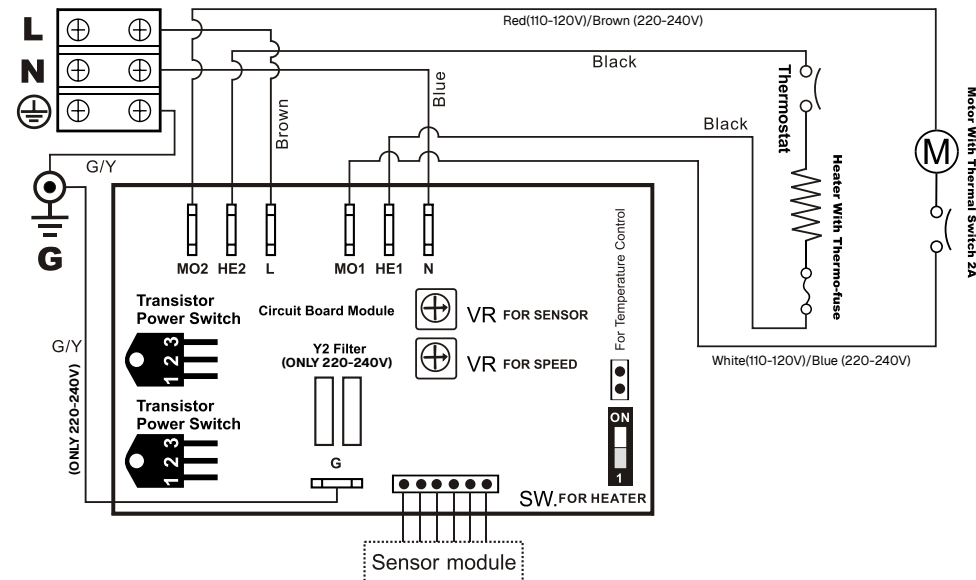 L
Red(110-120V)/Brown (220-240V)
N
Black
Blue
Brown
Thermostat
Black
G/Y
M
Motor With Thermal Switch 2A
Heater With Thermo-fuse
G
MO2 HE2 L MO1 HE1 N
For Temperature Control
Transistor
Power Switch
Circuit Board Module
VR FOR SENSOR
1 2 3
G/Y
(ONLY 220-240V)
Y2 Filter
(ONLY 220-240V)
VR FOR SPEED
White(110-120V)/Blue (220-240V)
Transistor
Power Switch
1 2 3
ON
1
G
SW.FOR HEATER
Sensor module